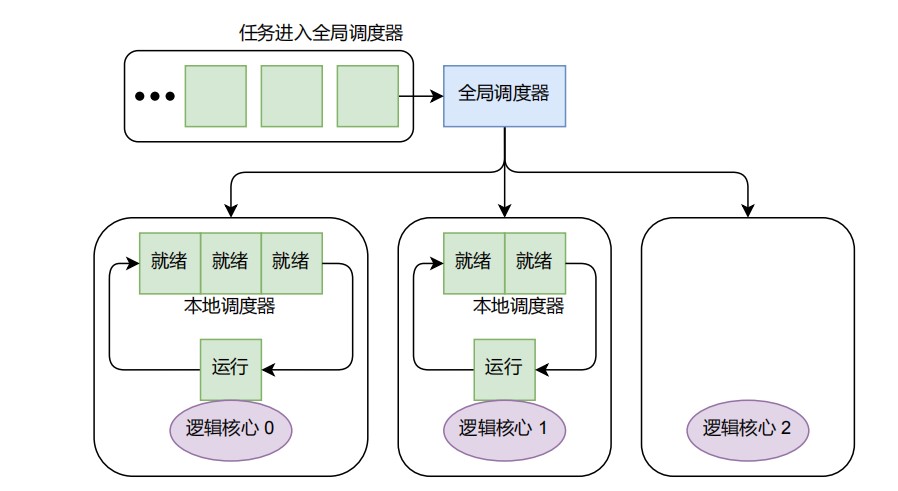 任务进入全局调度器
全局调度器
就绪 就绪 就绪
本地调度器
运行
逻辑核心 0
就绪 就绪
本地调度器
运行
逻辑核心 1
逻辑核心 2